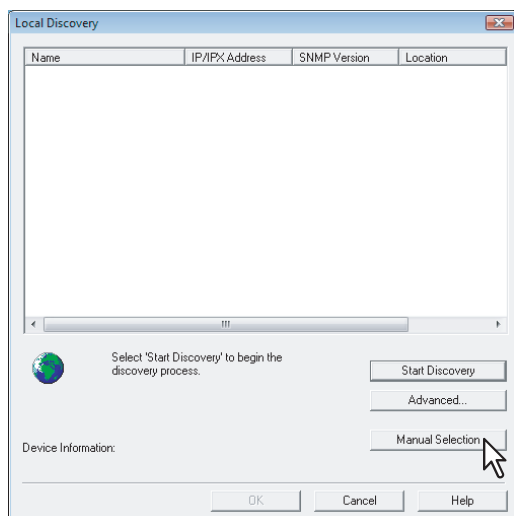 Local Discovery
Name IP/IPX Address SNMP Version Location
Select 'Start Discovery' to begin the
discovery process.
Start Discovery
Advanced...
Manual Selection
Device Information:
OK Cancel Help